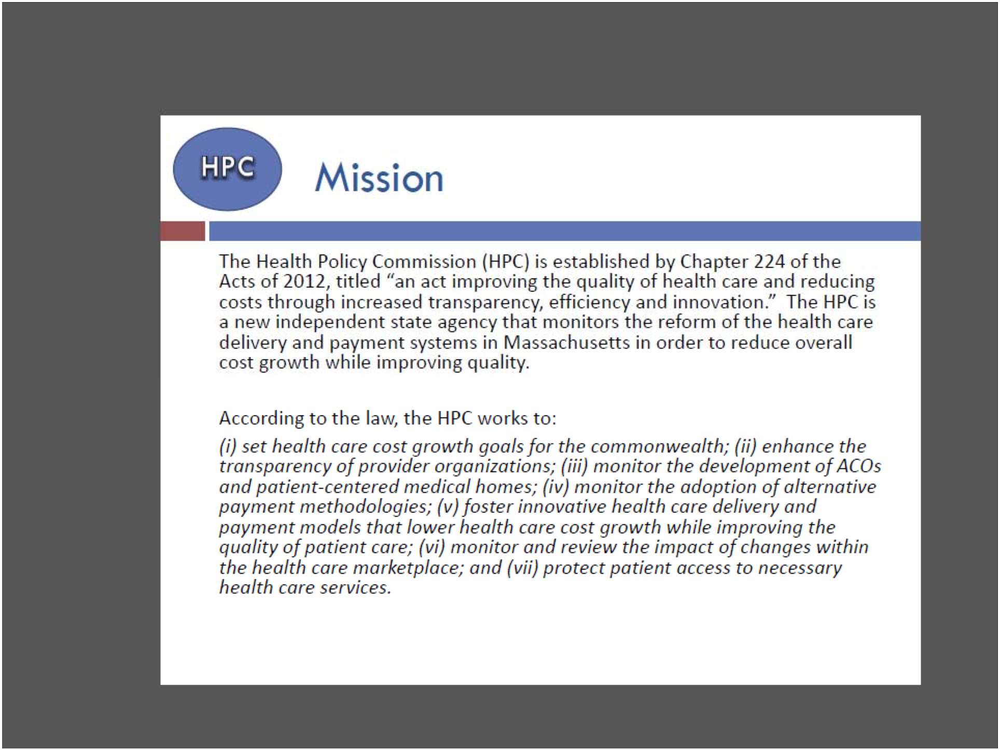 HPC
Mission
The Health Policy Commission (HPC) is established by Chapter 224 of the
Acts of 2012, titled “an act improving the quality of health care and reducing
costs through increased transparency, efficiency and innovation.”  The HPC is
a new independent state agency that monitors the reform of the health care
delivery and payment systems in Massachusetts in order to reduce overall
cost growth while improving quality.
According to the law, the HPC works to:
(i) set health care cost growth goals for the commonwealth; (ii) enhance the
transparency of provider organizations; (iii) monitor the development of ACOs
and patient-centered medical homes; (iv) monitor the adoption of alternative
payment methodologies; (v) foster innovative health care delivery and
payment models that lower health care cost growth while improving the
quality of patient care; (vi) monitor and review the impact of changes within
the health care marketplace; and (vii) protect patient access to necessary
health care services.